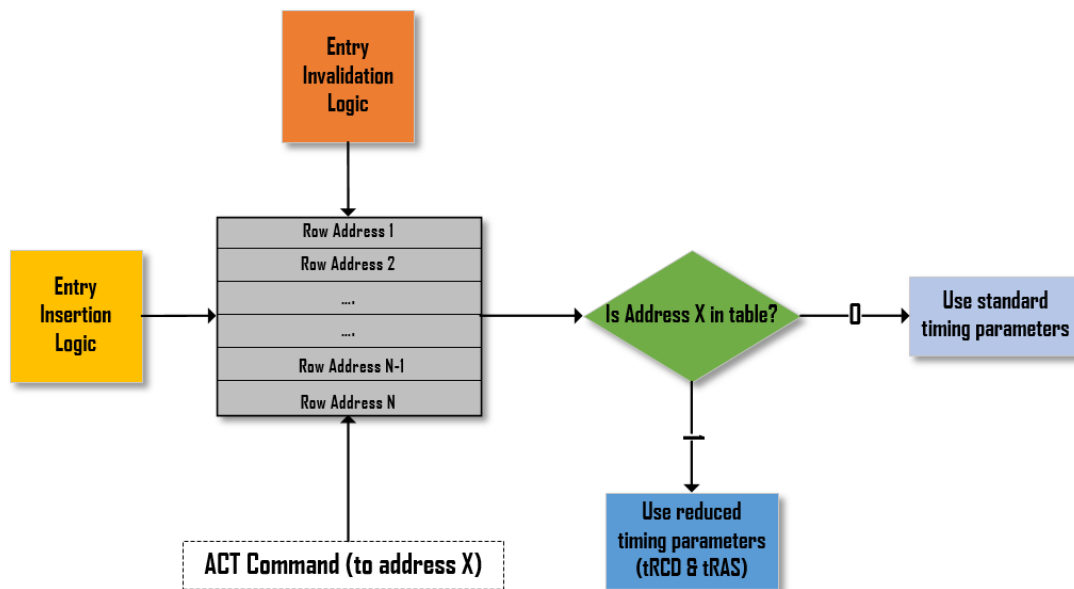 Entry
Invalidation
Logic
Entry
Insertion
Logic
Row Address 1
Row Address 2
....
....
Row Address N-1
Row Address N
Is Address X in table?
0
Use standard
timing parameters
1
Use reduced
timing parameters
(tRCD & tRAS)
ACT Command (to address X)